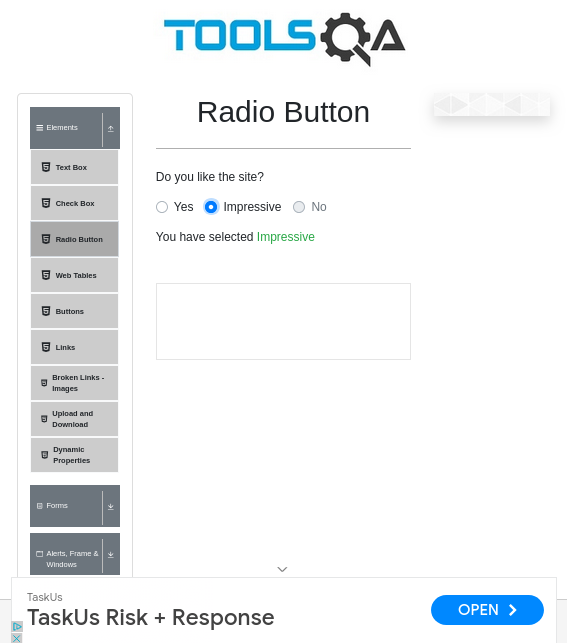 TOOLSQA
Radio Button
Elements
Text Box
Check Box
Radio Button
Web Tables
Buttons
Links
Broken Links -
Images
Upload and
Download
Dynamic
Properties
Forms
Alerts, Frame &
Windows
Do you like the site?
Yes Impressive No
You have selected Impressive
TaskUs
TaskUs Risk + Response
OPEN